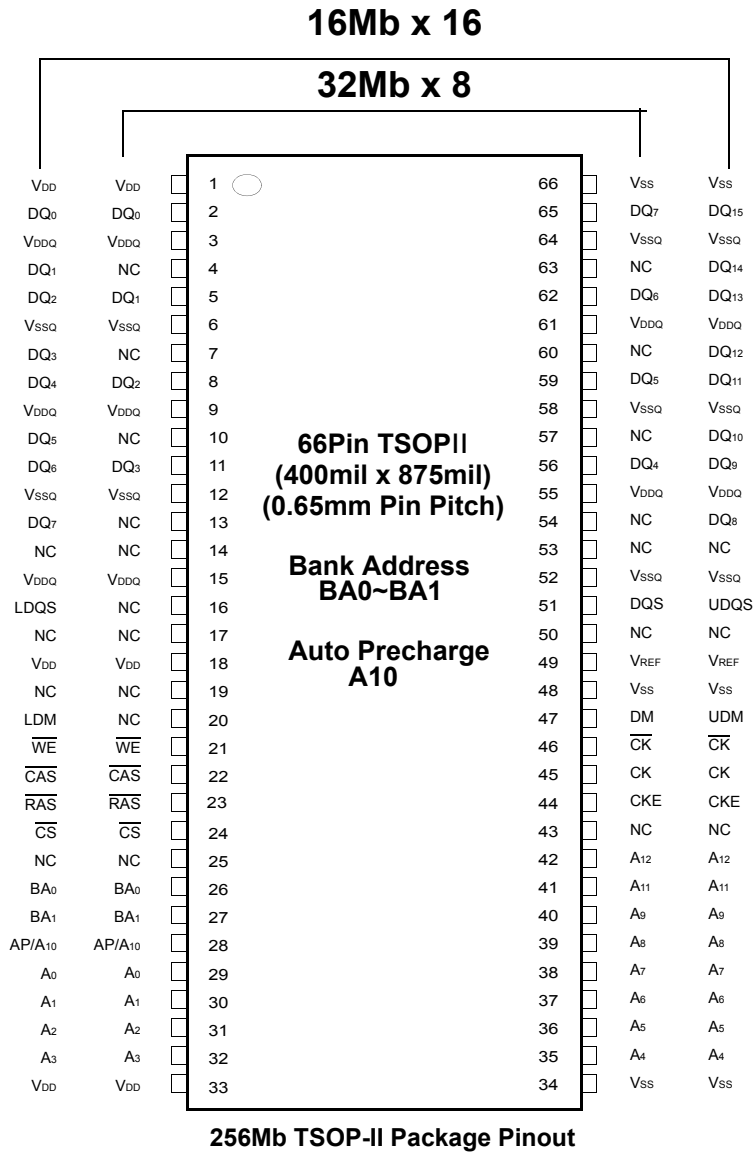 16Mb x 16
32Mb x 8
VDD VDD 1 66 VSS VSS
DQ0 DQ0 2 65 DQ7 DQ15
VDDQ VDDQ 3 64 VSSQ VSSQ
DQ1 NC 4 63 NC DQ14
DQ2 DQ1 5 62 DQ6 DQ13
VSSQ VSSQ 6 61 VDDQ VDDQ
DQ3 NC 7 60 NC DQ12
DQ4 DQ2 8 59 DQ5 DQ11
VDDQ VDDQ 9 58 VSSQ VSSQ
DQ5 NC 10 66Pin TSOPII 57 NC DQ10
DQ6 DQ3 11 (400mil x 875mil) 56 DQ4 DQ9
VSSQ VSSQ 12 (0.65mm Pin Pitch) 55 VDDQ VDDQ
DQ7 NC 13 54 NC DQ8
NC NC 14 53 NC NC
VDDQ VDDQ 15 Bank Address 52 VSSQ VSSQ
LDQS NC 16 BA0~BA1 51 DQS UDQS
NC NC 17 50 NC NC
VDD VDD 18 Auto Precharge 49 VREF VREF
NC NC 19 A10 48 VSS VSS
LDM NC 20 47 DM UDM
W̅E̅ W̅E̅ 21 46 C̅K̅ C̅K̅
C̅A̅S̅ C̅A̅S̅ 22 45 CK CK
R̅A̅S̅ R̅A̅S̅ 23 44 CKE CKE
C̅S̅ C̅S̅ 24 43 NC NC
NC NC 25 42 A12 A12
BA0 BA0 26 41 A11 A11
BA1 BA1 27 40 A9 A9
AP/A10 AP/A10 28 39 A8 A8
A0 A0 29 38 A7 A7
A1 A1 30 37 A6 A6
A2 A2 31 36 A5 A5
A3 A3 32 35 A4 A4
VDD VDD 33 34 VSS VSS
256Mb TSOP-II Package Pinout